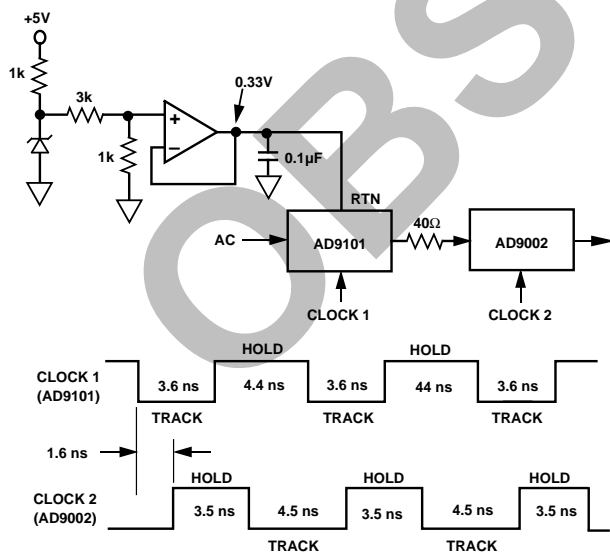 +5V
1k
3k
0.33V
+
–
1k
0.1µF
RTN
40Ω
AC
AD9101
AD9002
CLOCK 1
CLOCK 2
HOLD
HOLD
CLOCK 1
(AD9101)
3.6 ns
4.4 ns
3.6 ns
44 ns
3.6 ns
TRACK
TRACK
TRACK
1.6 ns
HOLD
HOLD
HOLD
CLOCK 2
(AD9002)
3.5 ns
4.5 ns
3.5 ns
4.5 ns
3.5 ns
TRACK
TRACK
OBS